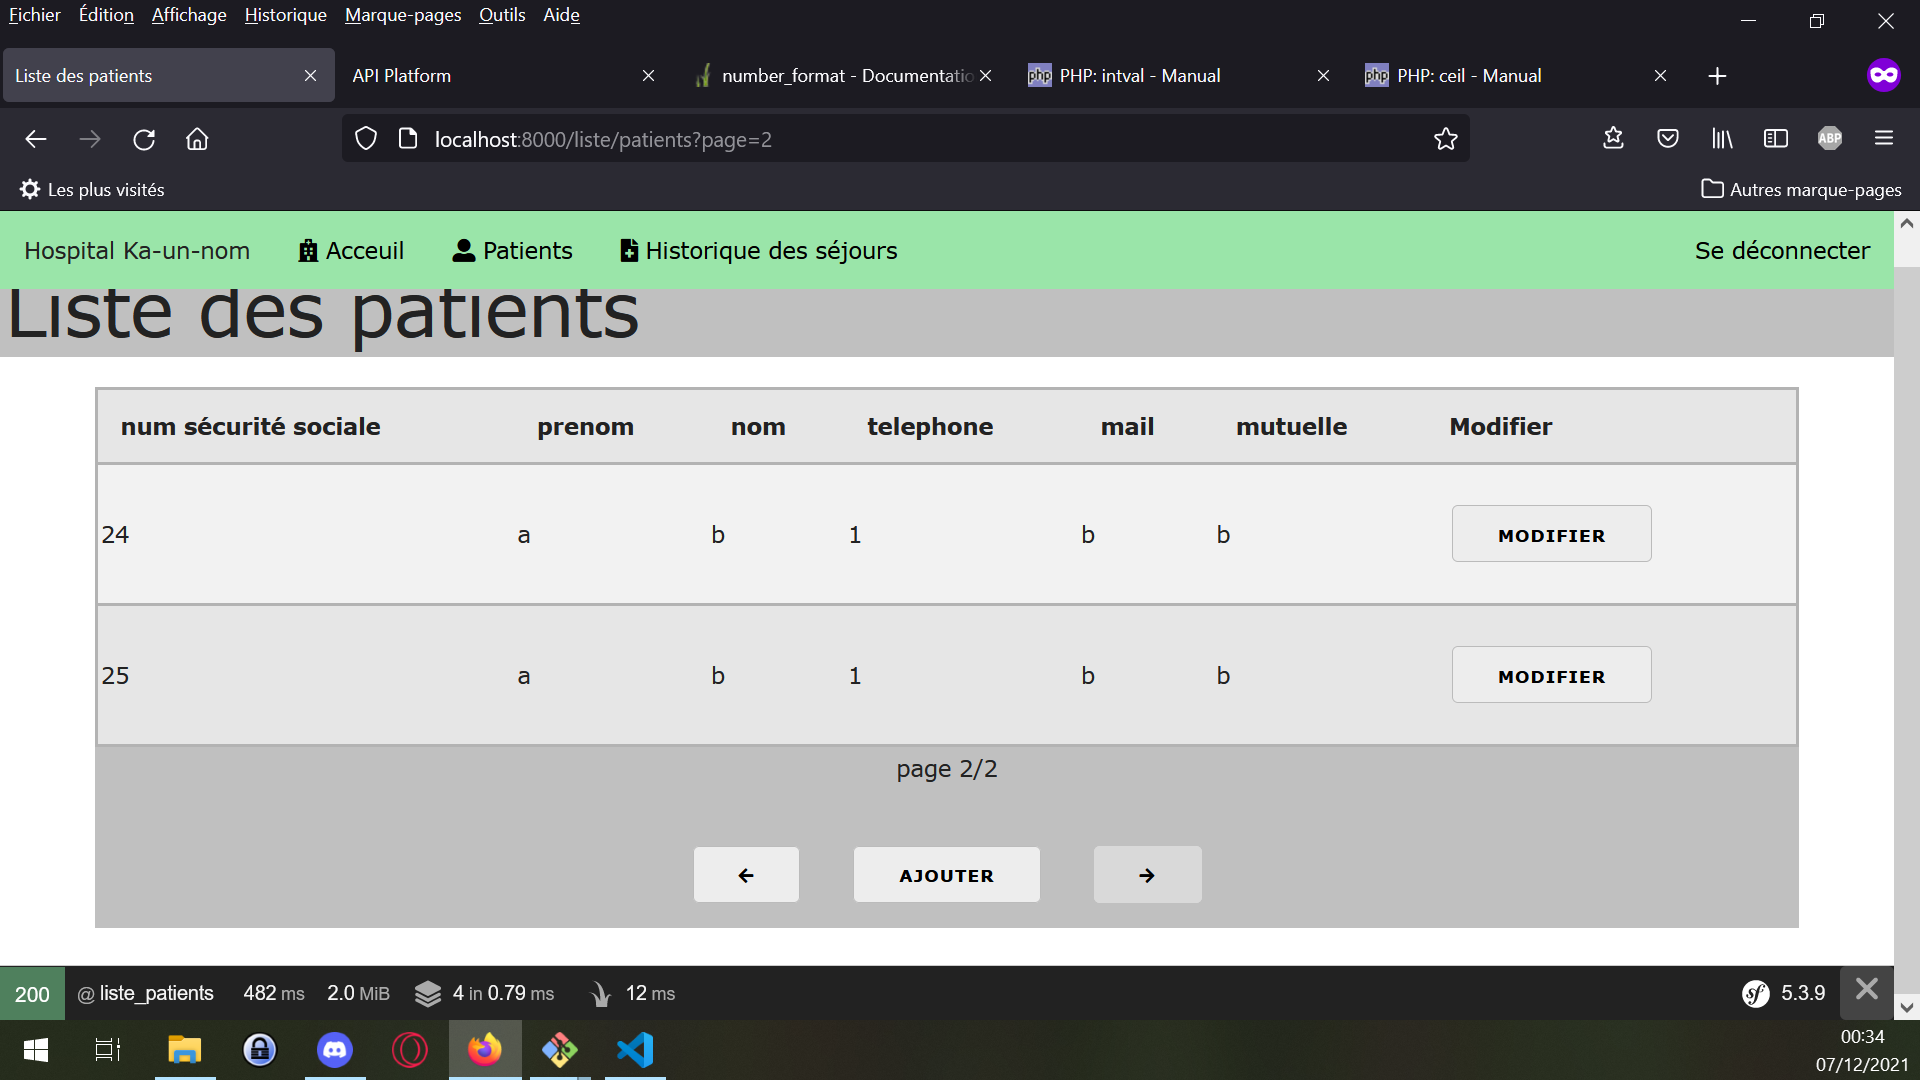 Fichier Édition Affichage Historique Marque-pages Outils Aide
Liste des patients API Platform number_format - Documentatio PHP: intval - Manual PHP: ceil - Manual
localhost:8000/liste/patients?page=2
ABP
Les plus visités Autres marque-pages
Hospital Ka-un-nom Acceuil Patients Historique des séjours Se déconnecter
Liste des patients
num sécurité sociale prenom nom telephone mail mutuelle Modifier
24 a b 1 b b MODIFIER
25 a b 1 b b MODIFIER
page 2/2
AJOUTER
200 @ liste_patients 482 ms 2.0 MiB 4 in 0.79 ms 12 ms sf 5.3.9
00:34
07/12/2021